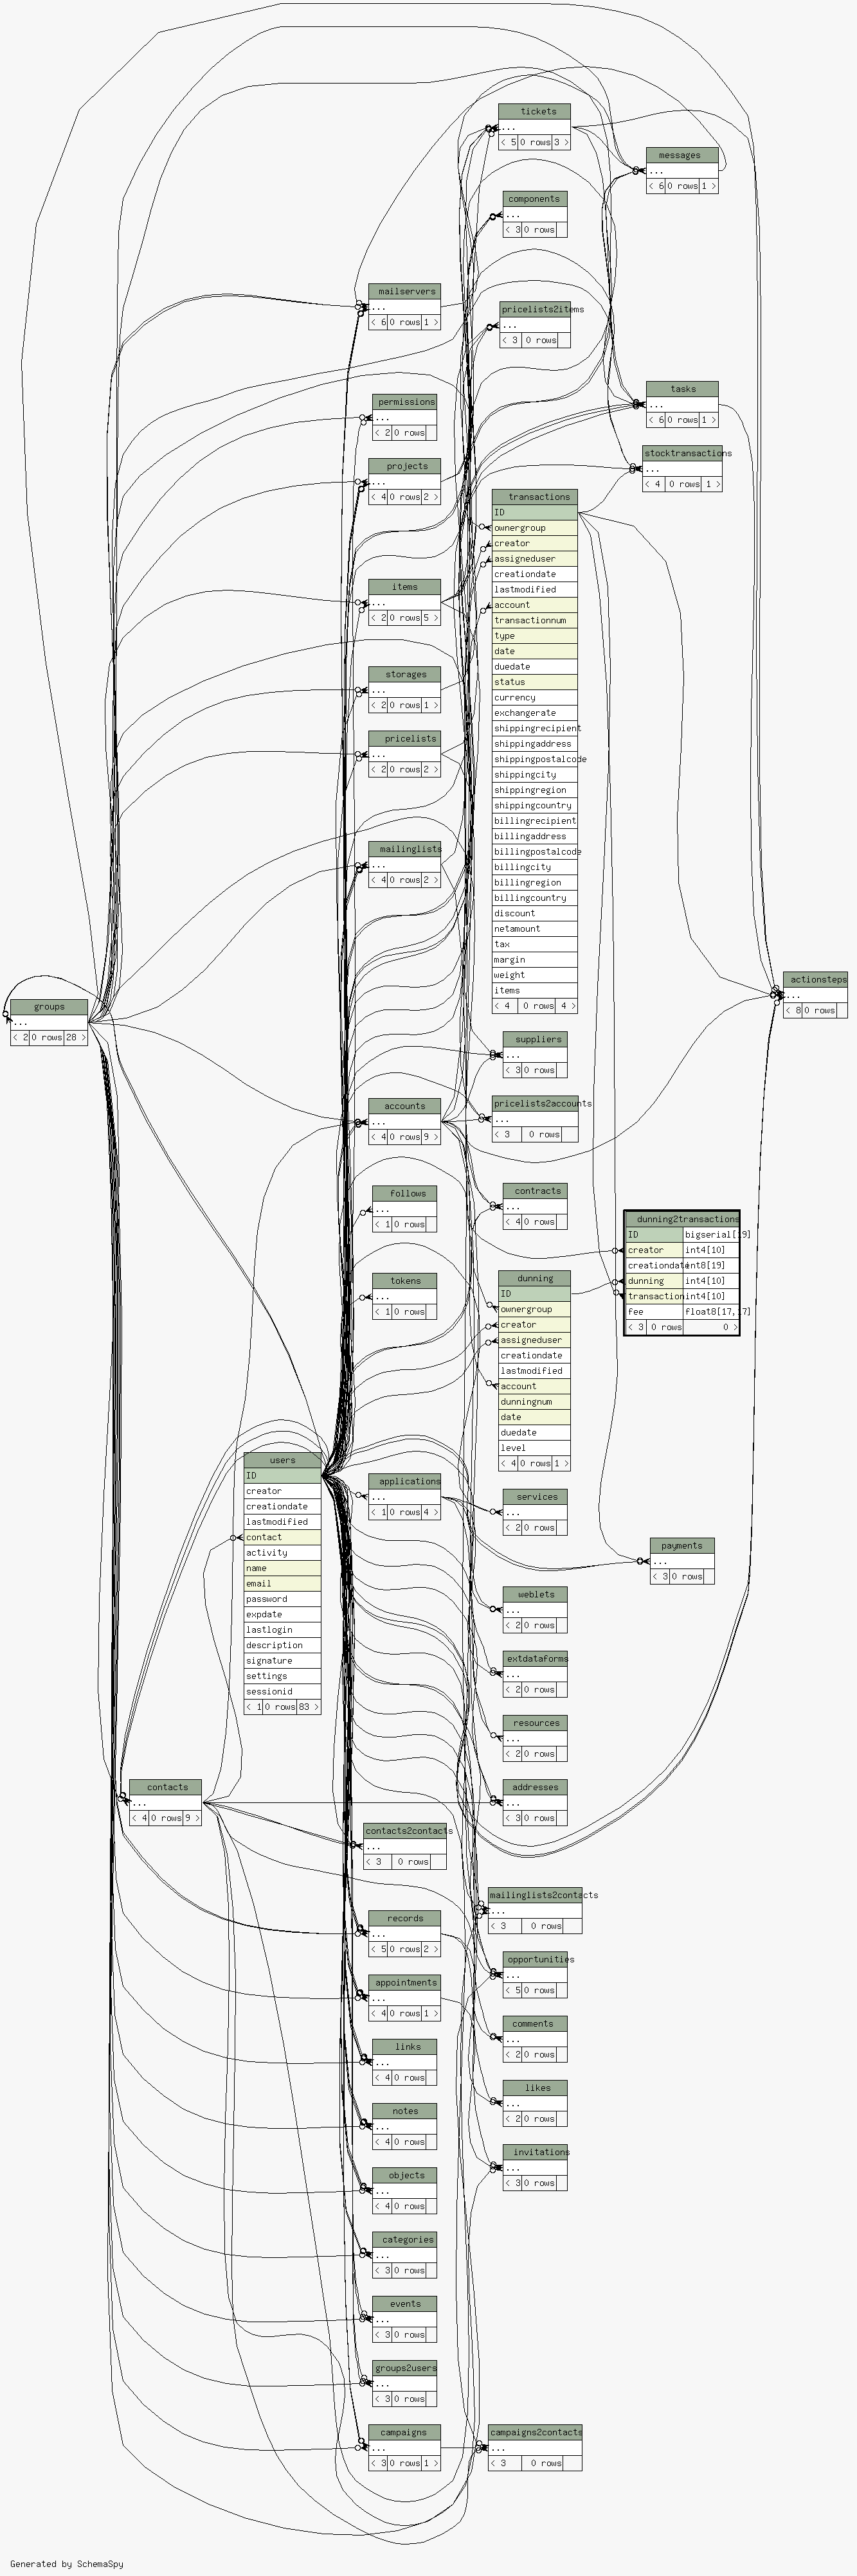 tickets
...
< 5 0 rows 3 >
messages
...
< 6 0 rows 1 >
components
...
< 3 0 rows
mailservers
...
< 6 0 rows 1 >
pricelists2items
...
< 3 0 rows
permissions
...
< 2 0 rows
tasks
...
< 6 0 rows 1 >
projects
...
< 4 0 rows 2 >
stocktransactions
...
< 4 0 rows 1 >
transactions
ID
ownergroup
creator
assigneduser
creationdate
lastmodified
account
transactionnum
type
date
duedate
status
currency
exchangerate
shippingrecipient
shippingaddress
shippingpostalcode
shippingcity
shippingregion
shippingcountry
billingrecipient
billingaddress
billingpostalcode
billingcity
billingregion
billingcountry
discount
netamount
tax
margin
weight
items
< 4 0 rows 4 >
items
...
< 2 0 rows 5 >
storages
...
< 2 0 rows 1 >
pricelists
...
< 2 0 rows 2 >
mailinglists
...
< 4 0 rows 2 >
actionsteps
...
< 8 0 rows
groups
...
< 2 0 rows 28 >
suppliers
...
< 3 0 rows
accounts
...
< 4 0 rows 9 >
pricelists2accounts
...
< 3 0 rows
follows
...
< 1 0 rows
contracts
...
< 4 0 rows
dunning2transactions
ID bigserial[19]
creator int4[10]
creationdate int8[19]
dunning int4[10]
transaction int4[10]
fee float8[17,17]
< 3 0 rows 0 >
tokens
...
< 1 0 rows
dunning
ID
ownergroup
creator
assigneduser
creationdate
lastmodified
account
dunningnum
date
duedate
level
< 4 0 rows 1 >
users
ID
creator
creationdate
lastmodified
contact
activity
name
email
password
expdate
lastlogin
description
signature
settings
sessionid
< 1 0 rows 83 >
applications
...
< 1 0 rows 4 >
services
...
< 2 0 rows
payments
...
< 3 0 rows
weblets
...
< 2 0 rows
extdataforms
...
< 2 0 rows
resources
...
< 2 0 rows
contacts
...
< 4 0 rows 9 >
addresses
...
< 3 0 rows
contacts2contacts
...
< 3 0 rows
mailinglists2contacts
...
< 3 0 rows
records
...
< 5 0 rows 2 >
opportunities
...
< 5 0 rows
appointments
...
< 4 0 rows 1 >
comments
...
< 2 0 rows
links
...
< 4 0 rows
likes
...
< 2 0 rows
notes
...
< 4 0 rows
invitations
...
< 3 0 rows
objects
...
< 4 0 rows
categories
...
< 3 0 rows
events
...
< 3 0 rows
groups2users
...
< 3 0 rows
campaigns
...
< 3 0 rows 1 >
campaigns2contacts
...
< 3 0 rows
Generated by SchemaSpy